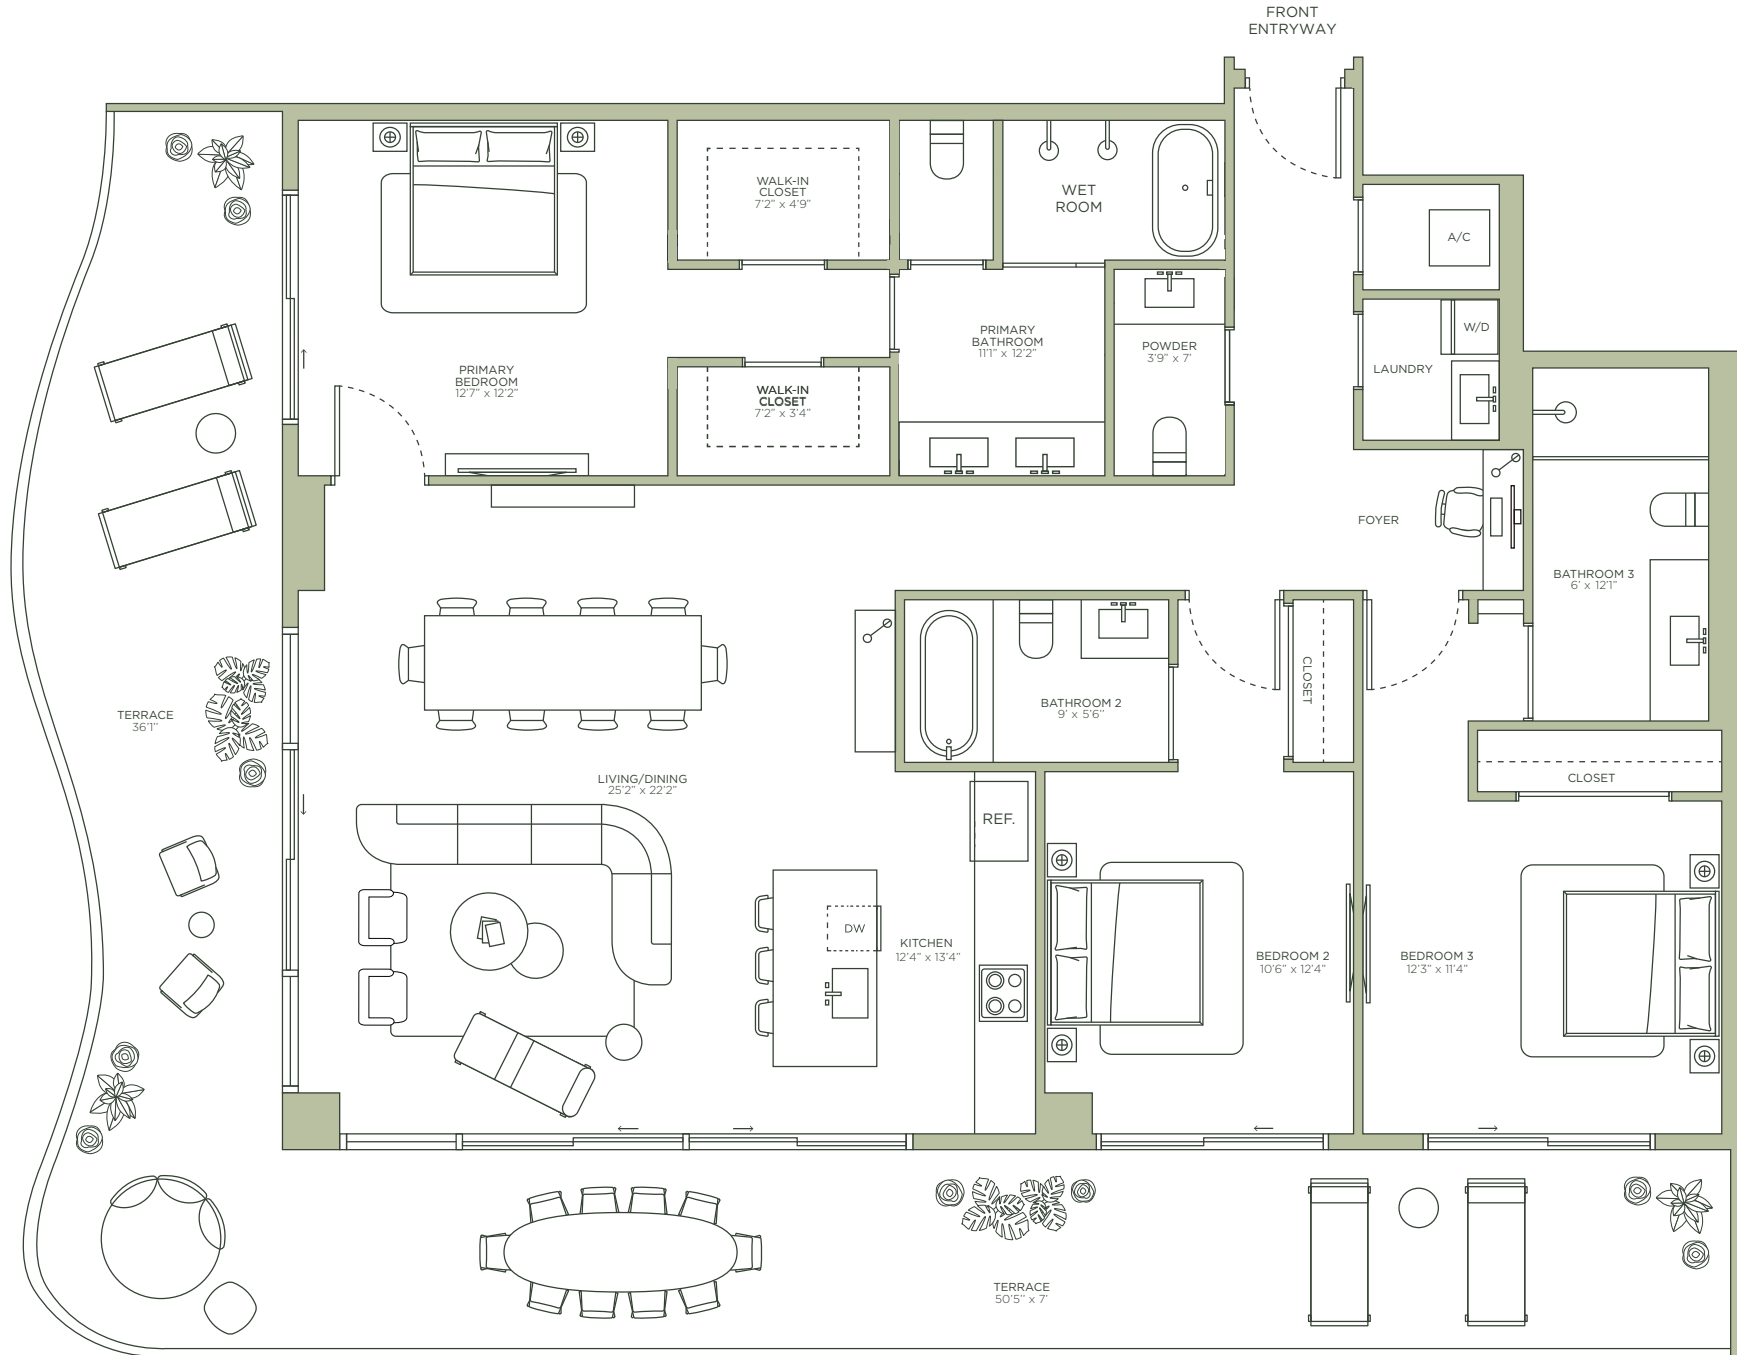 FRONT
ENTRYWAY
WALK-IN
CLOSET
7'2" x 4'9"
WET
ROOM
A/C
W/D
LAUNDRY
PRIMARY
BATHROOM
11'1" x 12'2"
POWDER
3'9" x 7'
PRIMARY
BEDROOM
12'7" x 12'2"
WALK-IN
CLOSET
7'2" x 3'4"
FOYER
BATHROOM 3
6' x 12'1"
CLOSET
BATHROOM 2
9' x 5'6"
TERRACE
36'1"
LIVING/DINING
25'2" x 22'2"
CLOSET
REF.
DW
KITCHEN
12'4" x 13'4"
BEDROOM 2
10'6" x 12'4"
BEDROOM 3
12'3" x 11'4"
TERRACE
50'5" x 7'